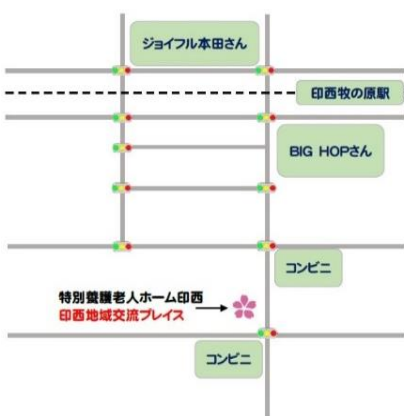 ジョイフル本田さん
印西牧の原駅
BIG HOPさん
コンビニ
特別養護老人ホーム印西
印西地域交流プレイス
コンビニ